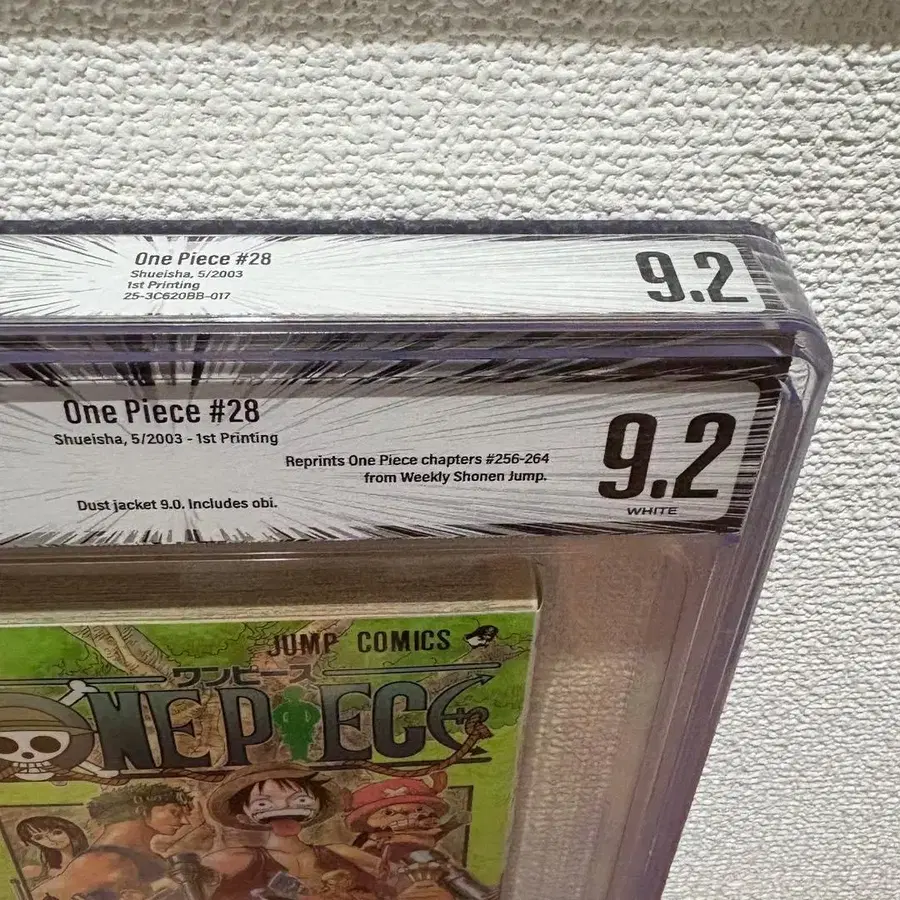 One Piece #28
Shueisha, 5/2003
1st Printing
25-3C620BB-017
9.2
One Piece #28
Shueisha, 5/2003 - 1st Printing
Reprints One Piece chapters #256-264
from Weekly Shonen Jump.
Dust jacket 9.0. Includes obi.
9.2
WHITE
JUMP COMICS
ワンピース
ONE PIECE